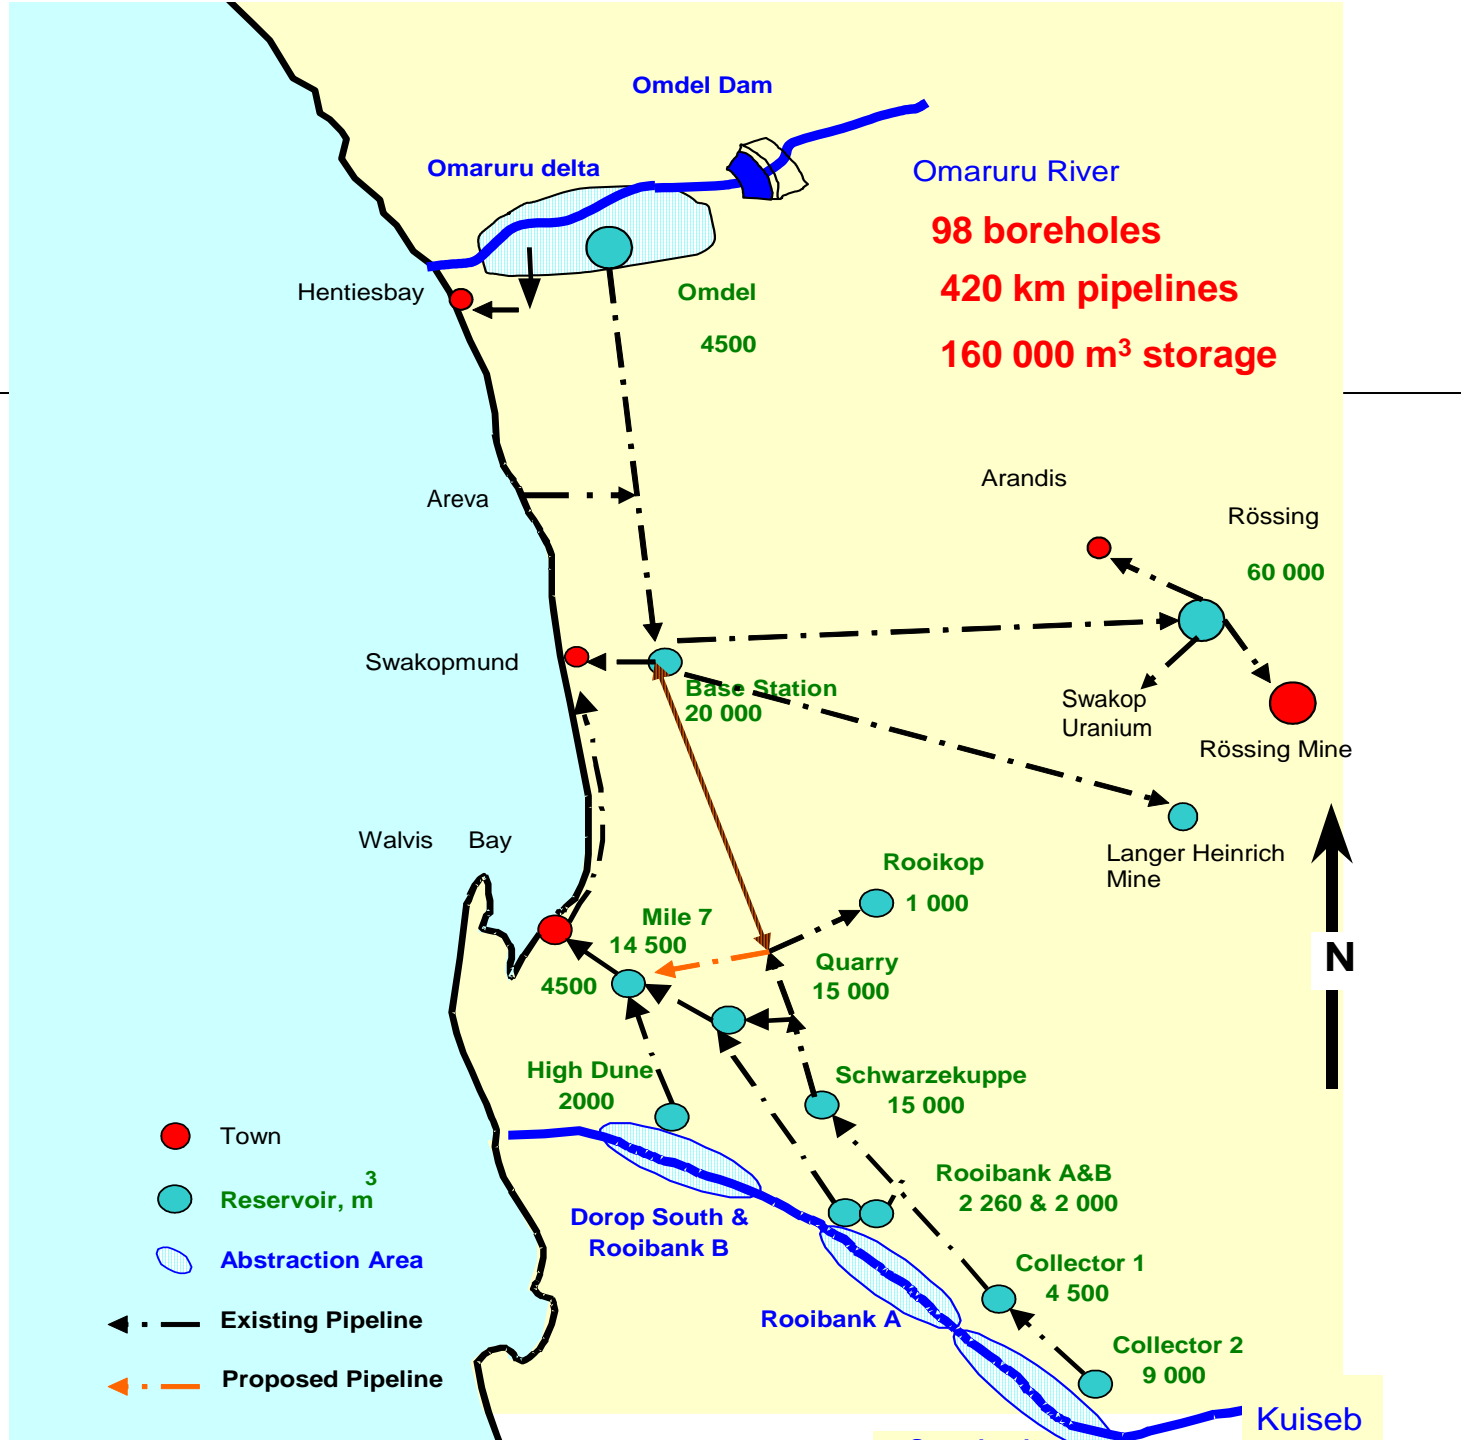 Omdel Dam
Omaruru delta
Omaruru River
98 boreholes
420 km pipelines
160 000 m³ storage
Hentiesbay
Omdel
4500
Areva
Arandis
Rössing
60 000
Swakopmund
Base Station
20 000
Swakop
Uranium
Rössing Mine
Walvis Bay
Langer Heinrich
Mine
Rooikop
1 000
Mile 7
14 500
4500
Quarry
15 000
N
High Dune
2000
Schwarzekuppe
15 000
Rooibank A&B
2 260 & 2 000
Dorop South &
Rooibank B
Collector 1
4 500
Rooibank A
Collector 2
9 000
Kuiseb
Town
Reservoir, m³
Abstraction Area
Existing Pipeline
Proposed Pipeline